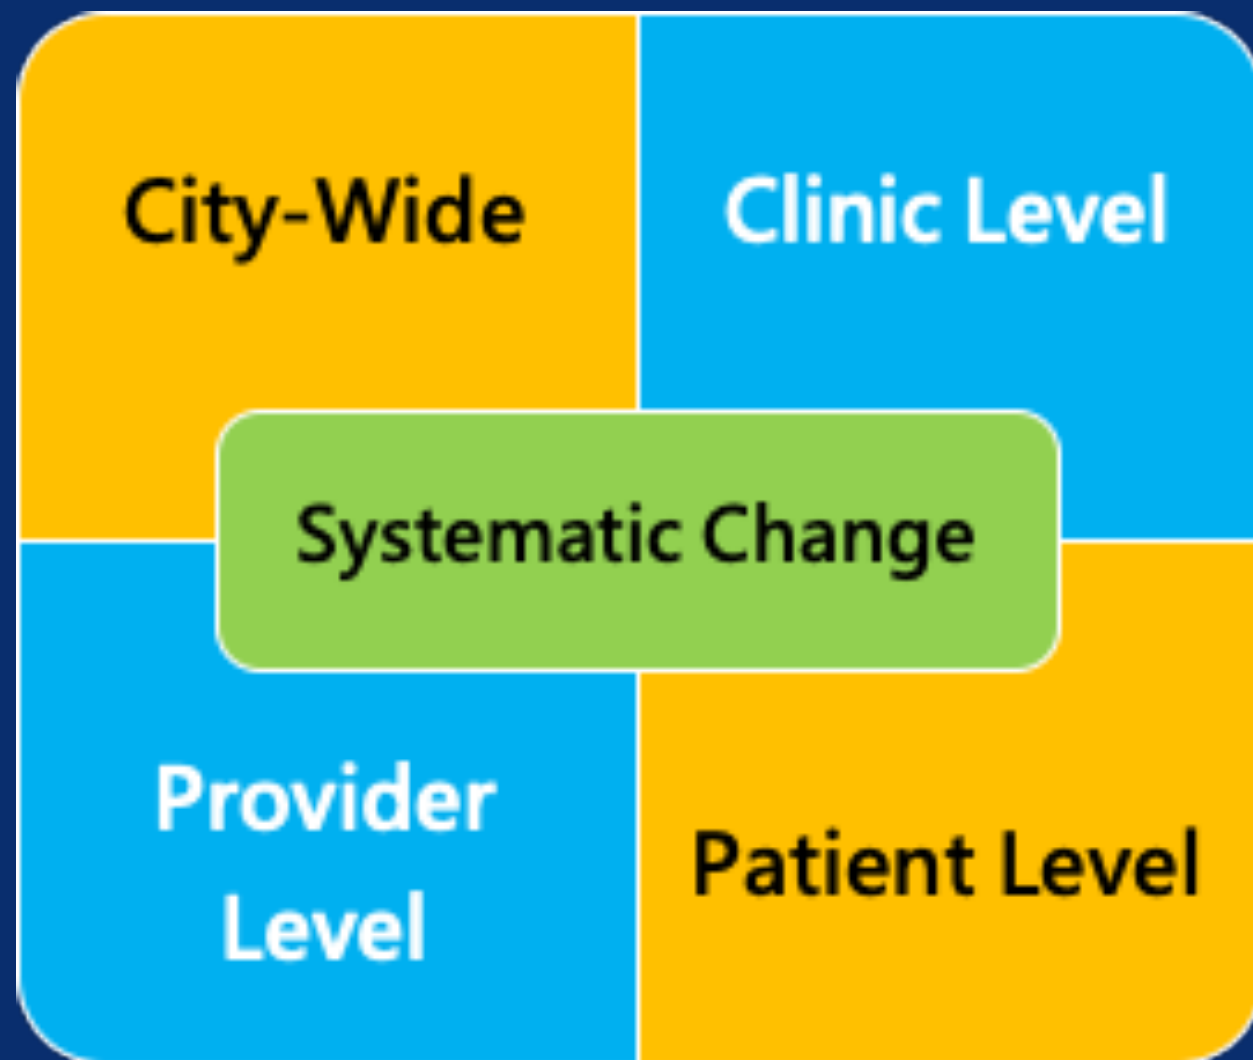 City-Wide
Clinic Level
Systematic Change
Provider
Level
Patient Level